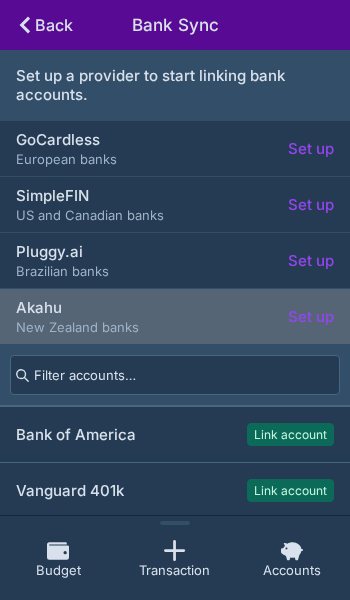 Back
Bank Sync
Set up a provider to start linking bank
accounts.
GoCardless
European banks
Set up
SimpleFIN
US and Canadian banks
Set up
Pluggy.ai
Brazilian banks
Set up
Akahu
New Zealand banks
Set up
Filter accounts...
Bank of America
Link account
Vanguard 401k
Link account
Budget
Transaction
Accounts